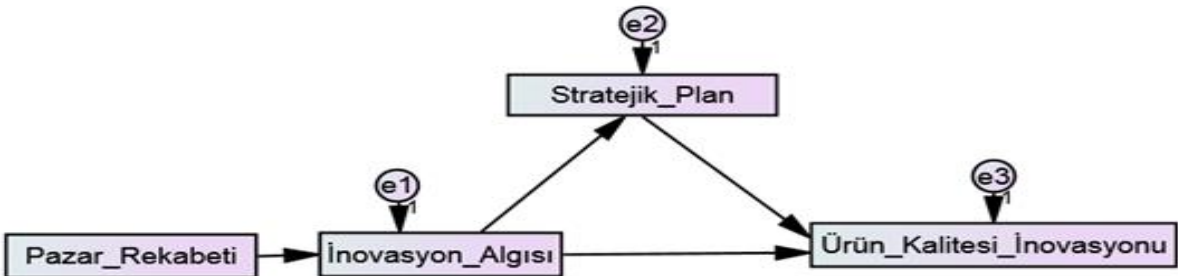 e2
1
Stratejik_Plan
e1
1
e3
1
Pazar_Rekabeti
İnovasyon_Algısı
Ürün_Kalitesi_İnovasyonu